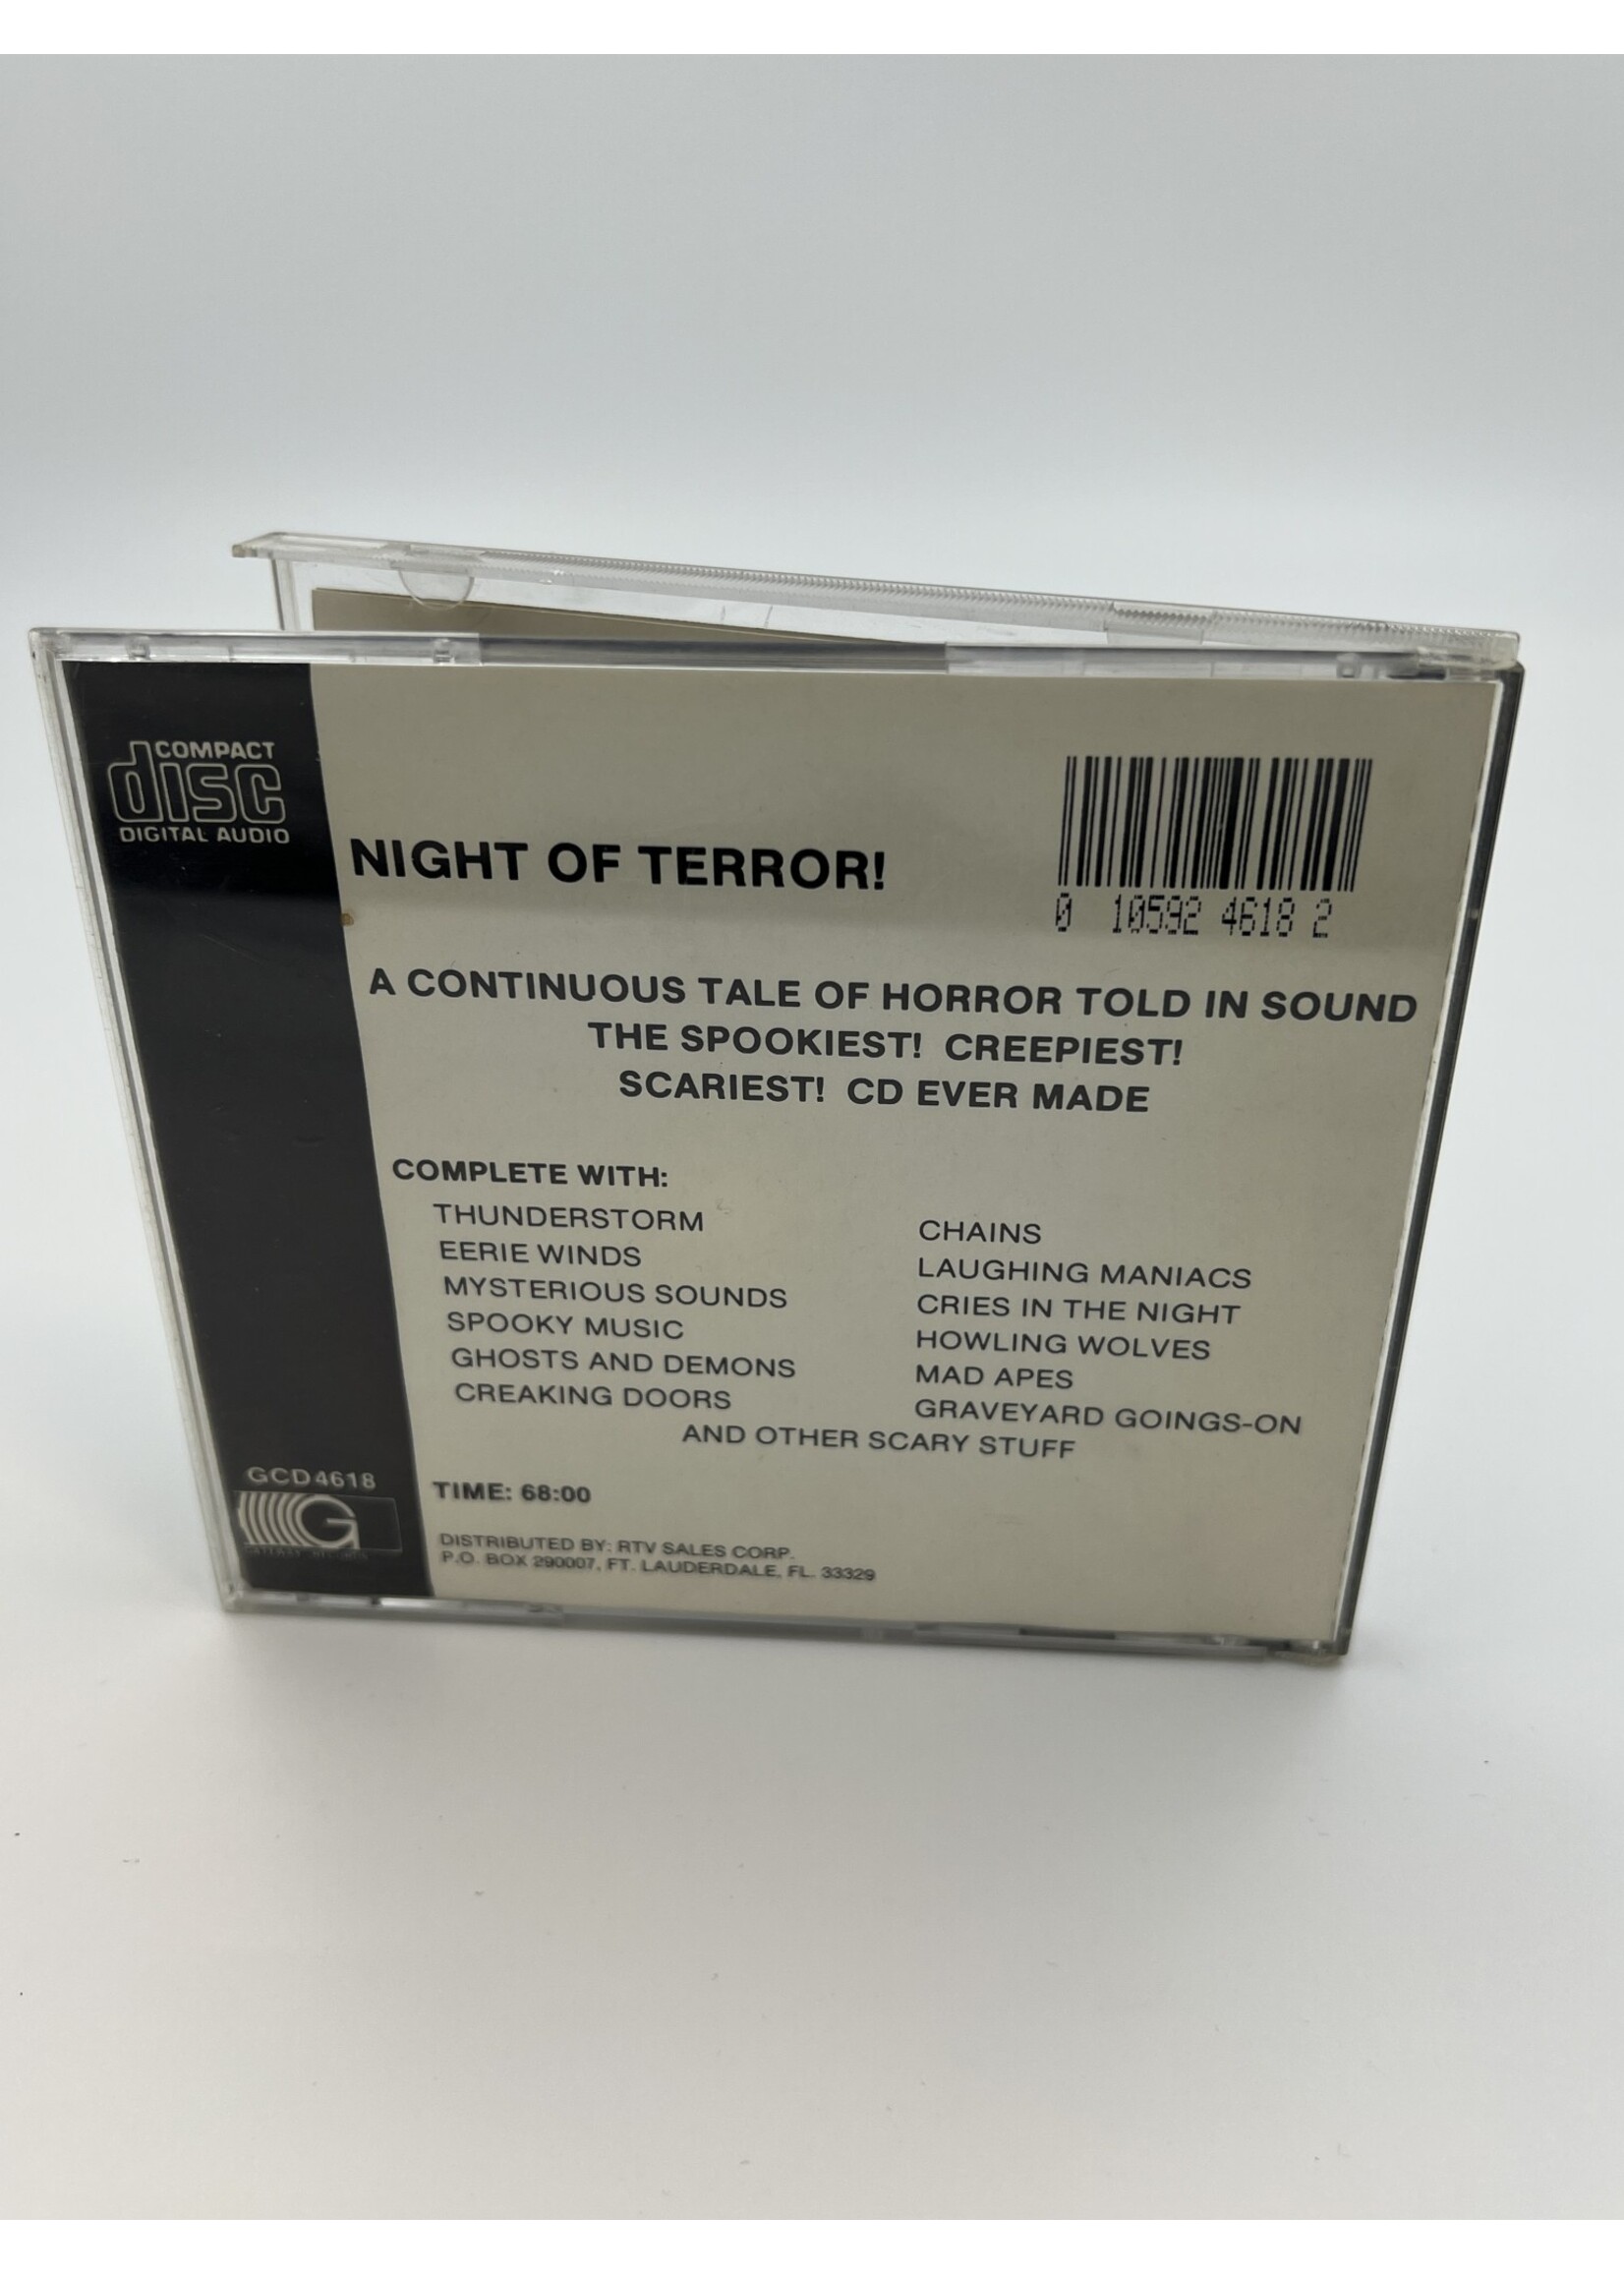 COMPACT
disc
DIGITAL AUDIO
NIGHT OF TERROR!
0 10592 4618 2
A CONTINUOUS TALE OF HORROR TOLD IN SOUND
THE SPOOKIEST! CREEPIEST!
SCARIEST! CD EVER MADE
COMPLETE WITH:
THUNDERSTORM
EERIE WINDS
MYSTERIOUS SOUNDS
SPOOKY MUSIC
GHOSTS AND DEMONS
CREAKING DOORS
CHAINS
LAUGHING MANIACS
CRIES IN THE NIGHT
HOWLING WOLVES
MAD APES
GRAVEYARD GOINGS-ON
AND OTHER SCARY STUFF
GCD4618
G
GATEWAY RECORDS
TIME: 68:00
DISTRIBUTED BY: RTV SALES CORP.
P.O. BOX 290007, FT. LAUDERDALE, FL. 33329